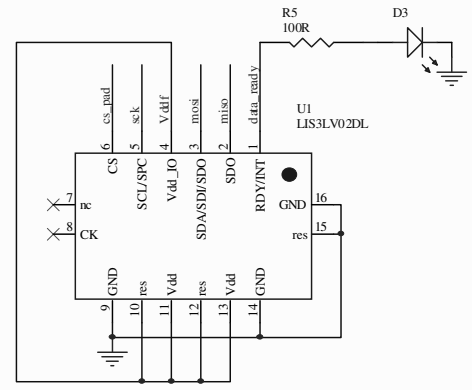 R5
100R
D3
cs_pad
sck
Vddf
mosi
miso
data_ready
U1
LIS3LV02DL
6
5
4
3
2
1
CS
SCL/SPC
Vdd_IO
SDA/SDI/SDO
SDO
RDY/INT
7
nc
GND
16
8
CK
res
15
GND
res
Vdd
res
Vdd
GND
9
10
11
12
13
14